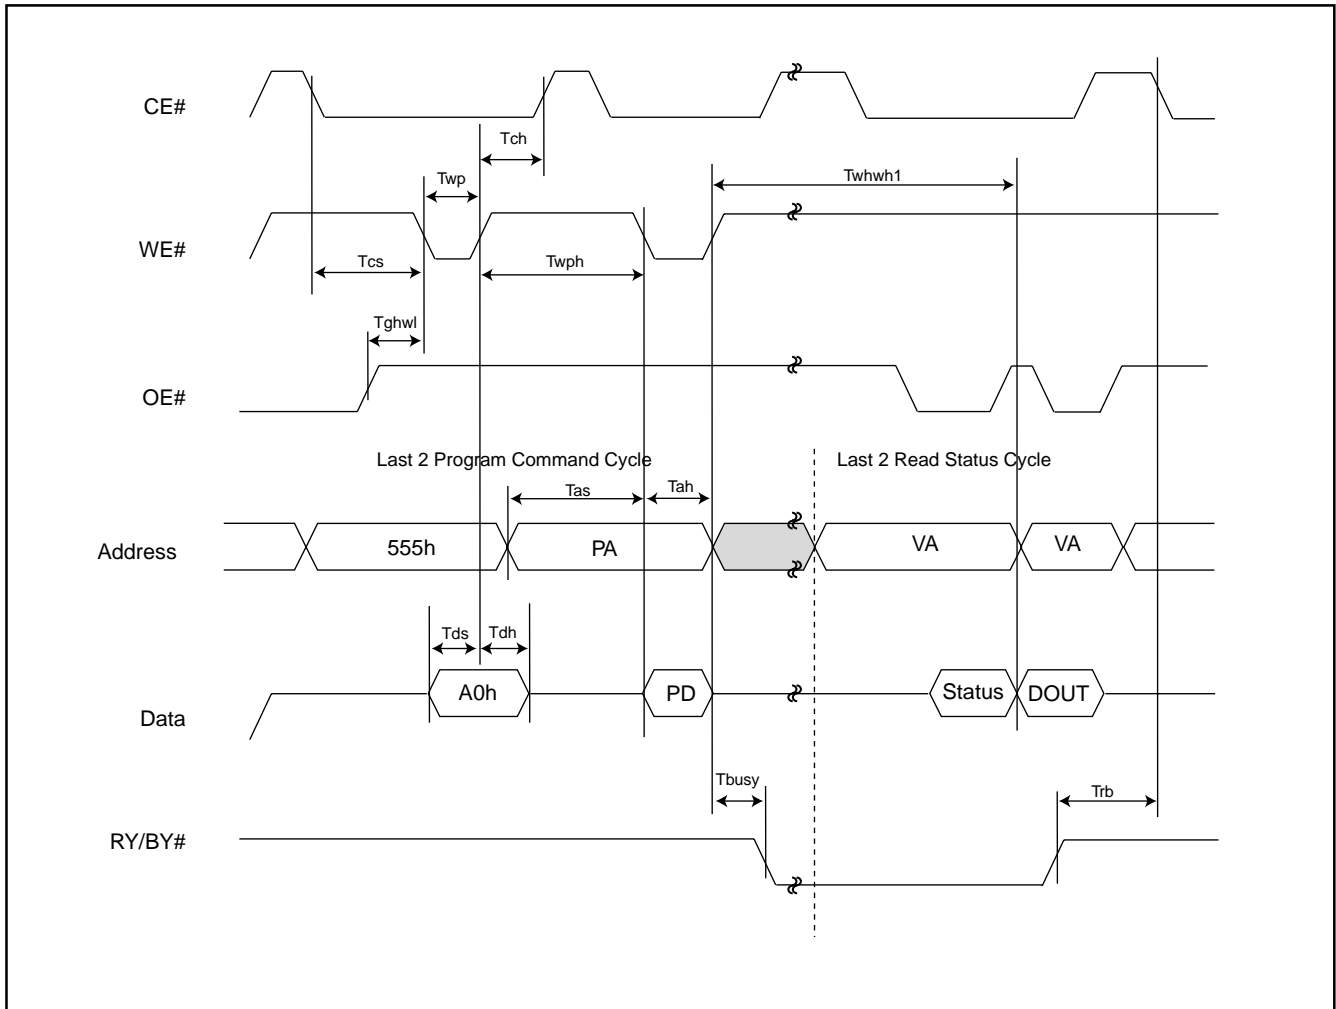 CE#
Tch
Twp
Twhwh1
WE#
Tcs
Twph
Tghwl
OE#
Last 2 Program Command Cycle
Last 2 Read Status Cycle
Tas
Tah
Address
555h
PA
VA
VA
Tds
Tdh
Data
A0h
PD
Status
DOUT
Tbusy
Trb
RY/BY#